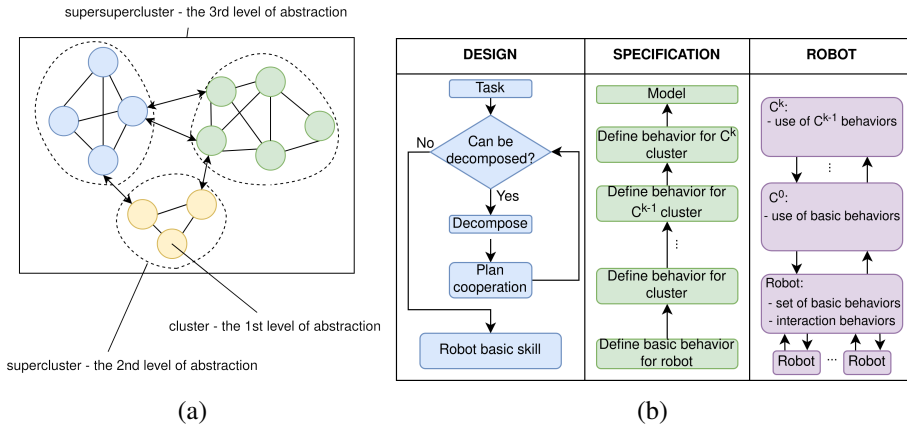 supersupercluster - the 3rd level of abstraction
cluster - the 1st level of abstraction
supercluster - the 2nd level of abstraction
(a)
DESIGN
Task
No
Can be
decomposed?
Yes
Decompose
Plan
cooperation
Robot basic skill
SPECIFICATION
Model
Define behavior for C^k
cluster
Define behavior for
C^k-1 cluster
...
Define behavior for
cluster
Define basic behavior
for robot
ROBOT
C^k:
- use of C^k-1 behaviors
...
C^0:
- use of basic behaviors
Robot:
- set of basic behaviors
- interaction behaviors
Robot ... Robot
(b)